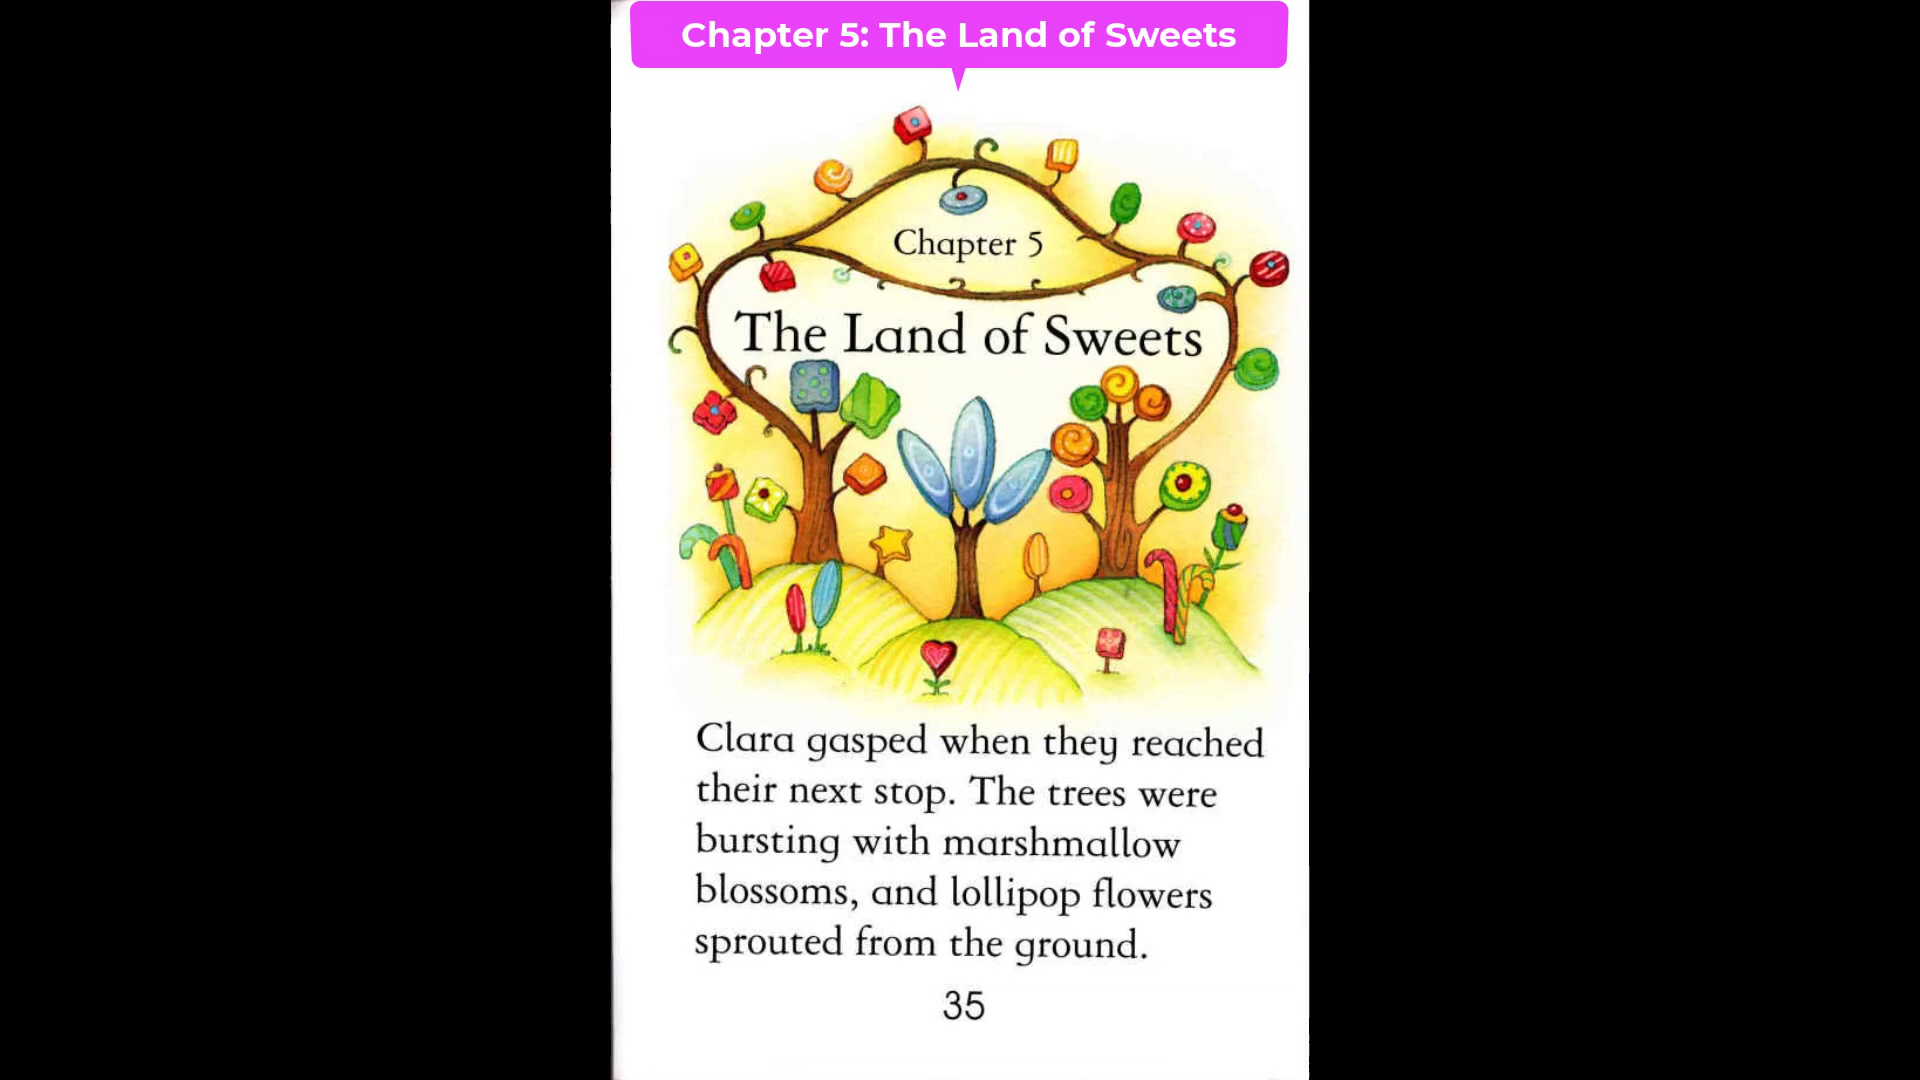 Chapter 5: The Land of Sweets
Chapter 5
The Land of Sweets
Clara gasped when they reached
their next stop. The trees were
bursting with marshmallow
blossoms, and lollipop flowers
sprouted from the ground.
35